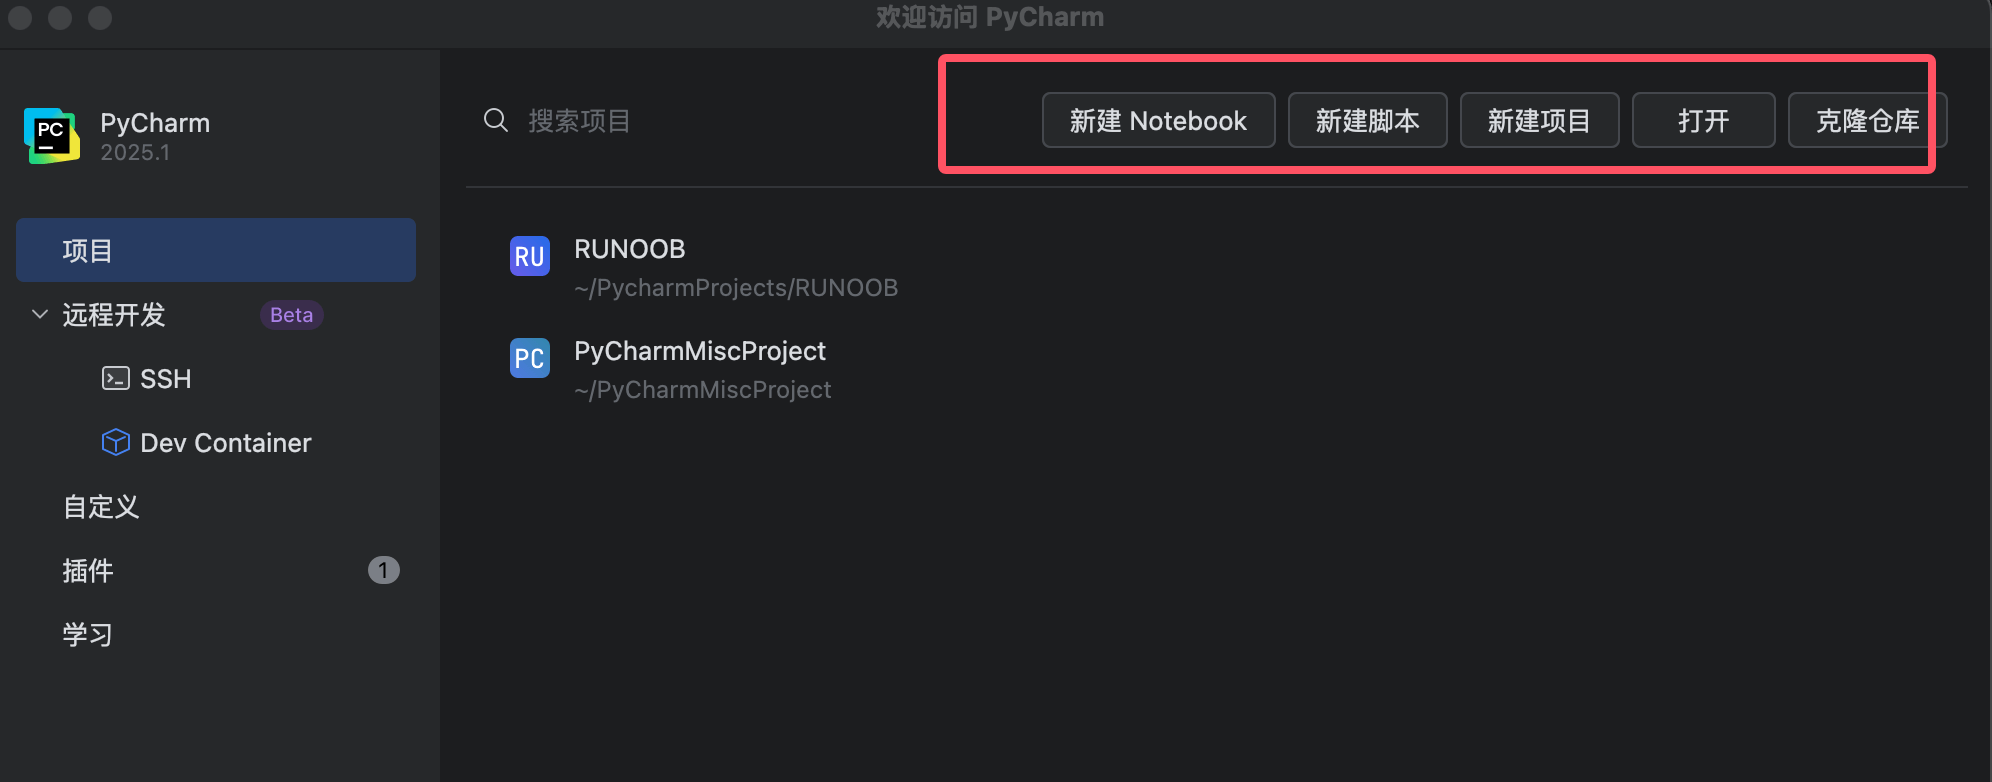 欢迎访问 PyCharm
PC
PyCharm
2025.1
项目
远程开发 Beta
SSH
Dev Container
自定义
插件 1
学习
搜索项目
新建 Notebook 新建脚本 新建项目 打开 克隆仓库
RU RUNOOB
~/PycharmProjects/RUNOOB
PC PyCharmMiscProject
~/PyCharmMiscProject